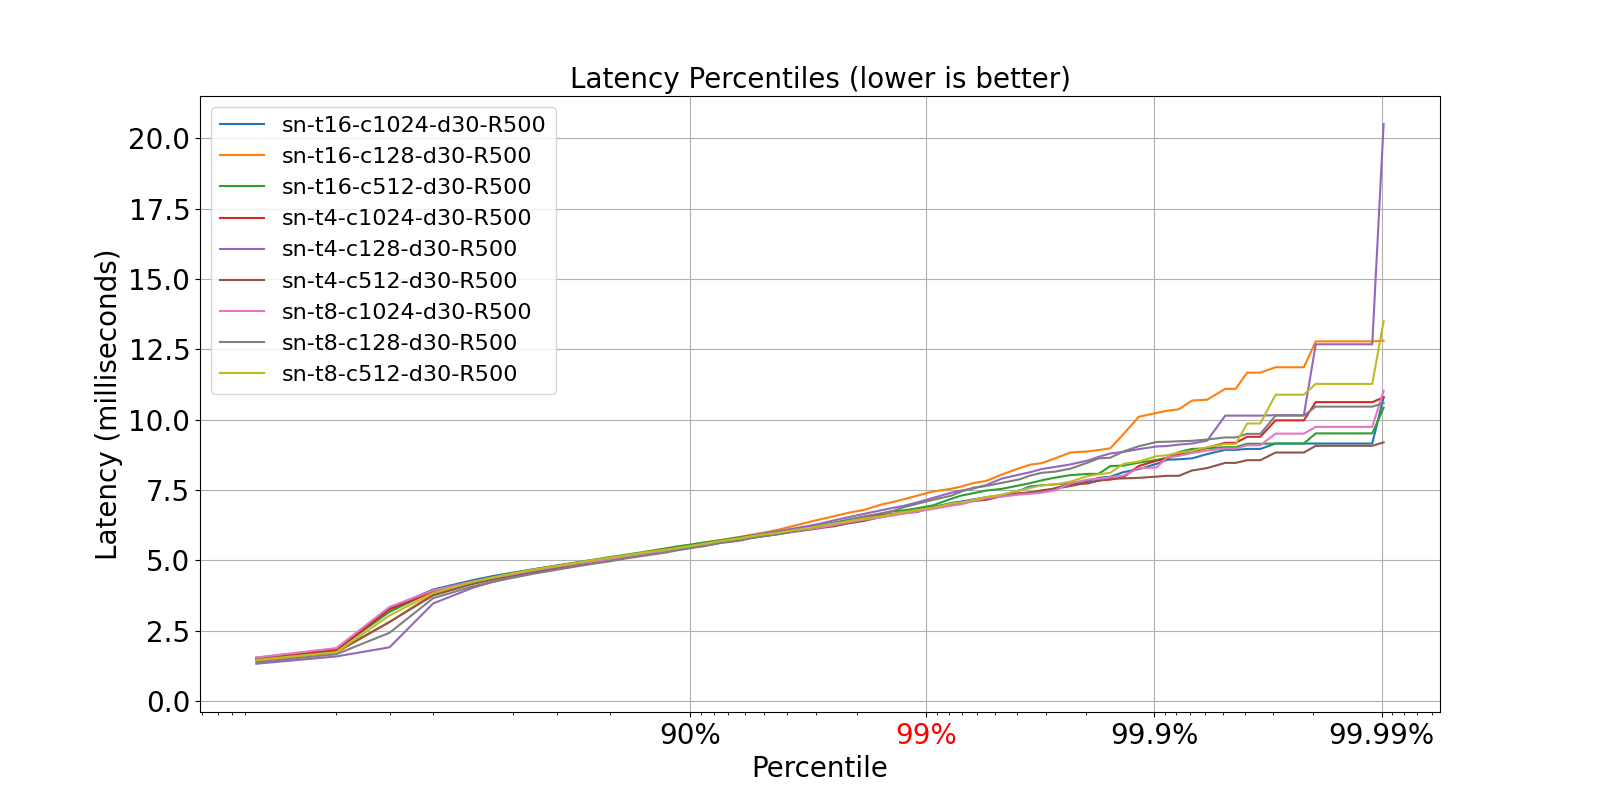 Latency Percentiles (lower is better)
sn-t16-c1024-d30-R500
sn-t16-c128-d30-R500
sn-t16-c512-d30-R500
sn-t4-c1024-d30-R500
sn-t4-c128-d30-R500
sn-t4-c512-d30-R500
sn-t8-c1024-d30-R500
sn-t8-c128-d30-R500
sn-t8-c512-d30-R500
20.0
17.5
15.0
12.5
10.0
7.5
5.0
2.5
0.0
Latency (milliseconds)
90% 99% 99.9% 99.99%
Percentile